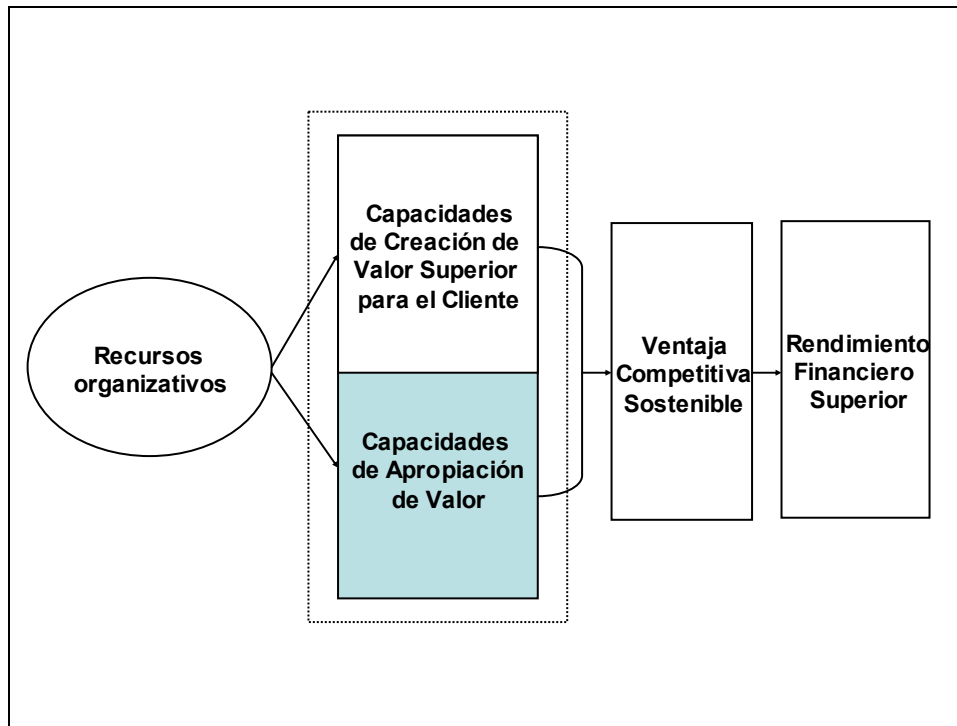 Capacidades
de Creación de
Valor Superior
para el Cliente
Recursos
organizativos
Capacidades
de Apropiación
de Valor
Ventaja
Competitiva
Sostenible
Rendimiento
Financiero
Superior